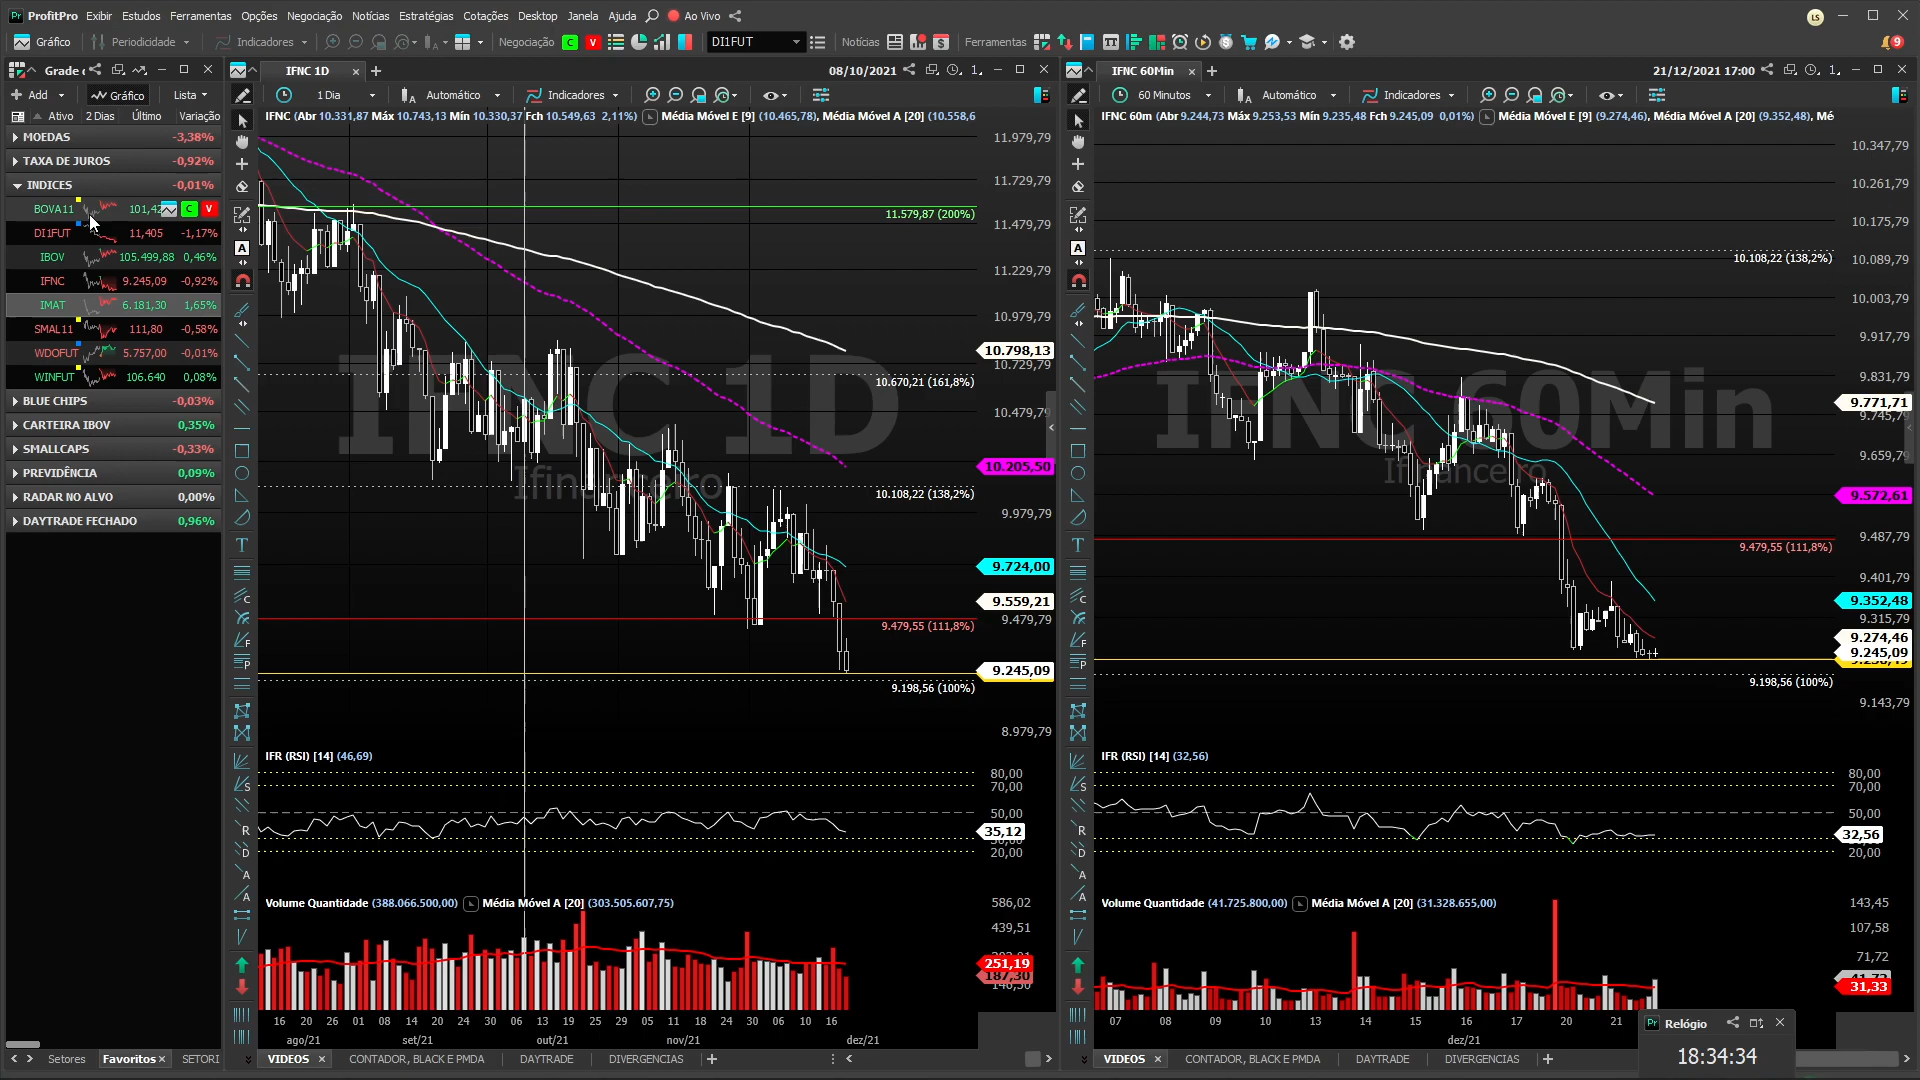 ProfitPro Exibir Estudos Ferramentas Opções Negociação Notícias Estratégias Cotações Desktop Janela Ajuda Ao Vivo LS
Gráfico Periodicidade Indicadores Negociação C V DI1FUT Notícias Ferramentas 9
Grade
Add Gráfico Lista
Ativo 2 Dias Último Variação
MOEDAS -3,38%
TAXA DE JUROS -0,92%
INDICES -0,01%
BOVA11 101,42 C V
DI1FUT 11,405 -1,17%
IBOV 105.499,88 0,46%
IFNC 9.245,09 -0,92%
IMAT 6.181,30 1,65%
SMAL11 111,80 -0,58%
WDOFUT 5.757,00 -0,01%
WINFUT 106.640 0,08%
BLUE CHIPS -0,03%
CARTEIRA IBOV 0,35%
SMALLCAPS -0,33%
PREVIDÊNCIA 0,09%
RADAR NO ALVO 0,00%
DAYTRADE FECHADO 0,96%
Setores Favoritos SETORI
IFNC 1D 08/10/2021
1 Dia Automático Indicadores
IFNC (Abr 10.331,87 Máx 10.743,13 Mín 10.330,37 Fch 10.549,63 2,11%) Média Móvel E [9] (10.465,78), Média Móvel A [20] (10.558,6
11.979,79
11.729,79
11.579,87 (200%)
11.479,79
11.229,79
10.979,79
10.798,13
10.729,79
10.670,21 (161,8%)
10.479,79
IFNC 1D
Ifinanceiro
10.205,50
10.108,22 (138,2%)
9.979,79
9.724,00
9.559,21
9.479,79
9.479,55 (111,8%)
9.245,09
9.198,56 (100%)
8.979,79
IFR (RSI) [14] (46,69)
80,00
70,00
50,00
35,12
20,00
Volume Quantidade (388.066.500,00) Média Móvel A [20] (303.505.607,75)
586,02
439,51
251,19
187,30
16 20 26 01 08 14 20 24 30 06 13 19 25 29 05 11 18 24 30 06 10 16
ago/21 set/21 out/21 nov/21 dez/21
VIDEOS CONTADOR, BLACK E PMDA DAYTRADE DIVERGENCIAS
IFNC 60Min 21/12/2021 17:00
60 Minutos Automático Indicadores
IFNC 60m (Abr 9.244,73 Máx 9.253,53 Mín 9.235,48 Fch 9.245,09 0,01%) Média Móvel E [9] (9.274,46), Média Móvel A [20] (9.352,48), Mé
10.347,79
10.261,79
10.175,79
10.108,22 (138,2%)
10.089,79
10.003,79
9.917,79
9.831,79
9.771,71
9.745,79
IFNC 60Min
Ifinanceiro
9.659,79
9.572,61
9.487,79
9.479,55 (111,8%)
9.401,79
9.352,48
9.315,79
9.274,46
9.245,09
9.198,56 (100%)
9.143,79
IFR (RSI) [14] (32,56)
80,00
70,00
50,00
32,56
20,00
Volume Quantidade (41.725.800,00) Média Móvel A [20] (31.328.655,00)
143,45
107,58
71,72
31,33
07 08 09 10 13 14 15 16 17 20 21
dez/21
Relógio
18:34:34
VIDEOS CONTADOR, BLACK E PMDA DAYTRADE DIVERGENCIAS